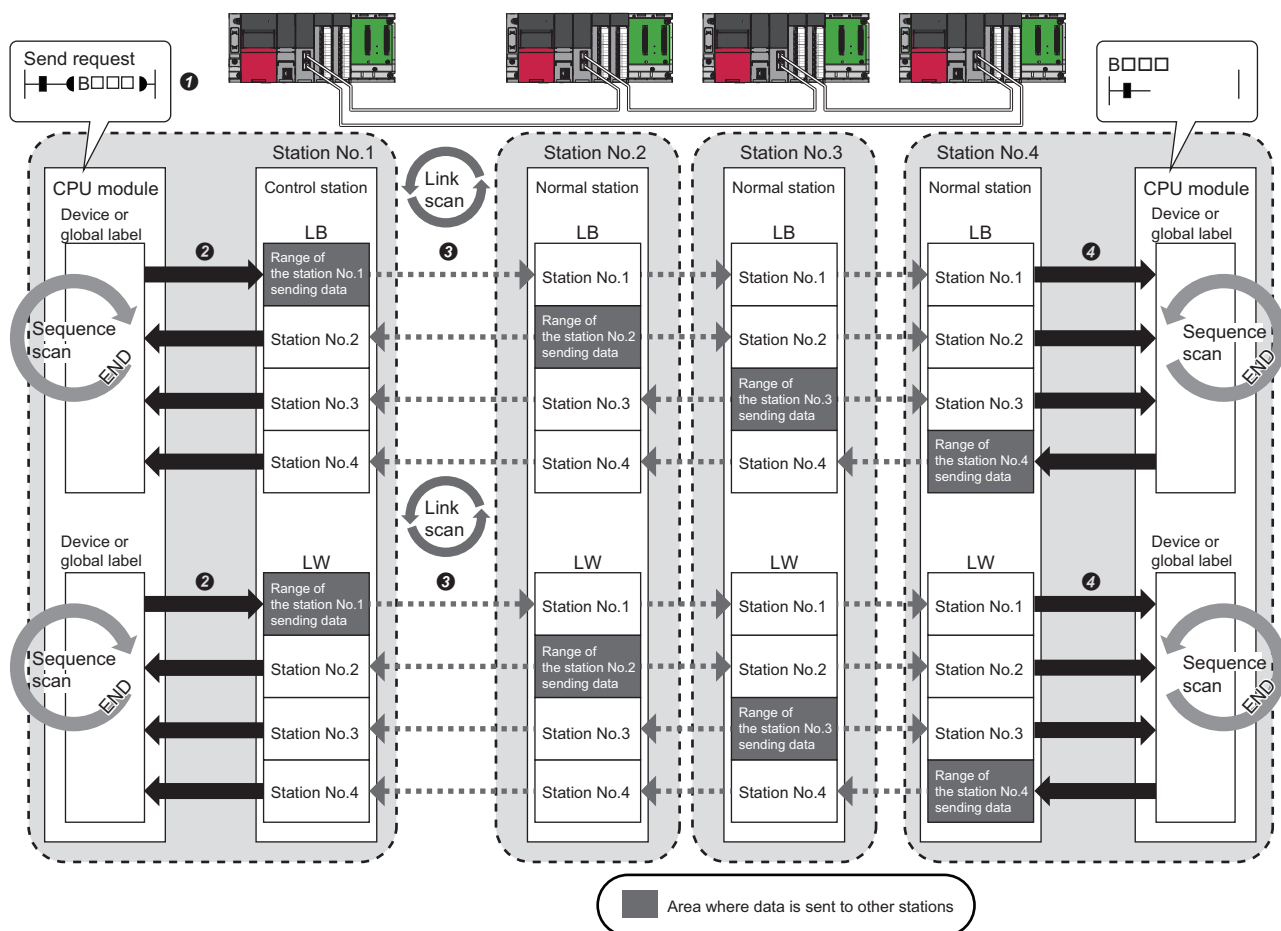 Send request
B□□□
❶
B□□□
Station No.1
Station No.2
Station No.3
Station No.4
CPU module
Control station
Link
scan
Normal station
Normal station
Normal station
CPU module
Device or
global label
LB
LB
LB
LB
Device or
global label
❷
Range of
the station No.1
sending data
❸
Station No.1
Station No.1
Station No.1
❹
Sequence
scan
END
Station No.2
Range of
the station No.2
sending data
Station No.2
Station No.2
Sequence
scan
END
Station No.3
Station No.3
Range of
the station No.3
sending data
Station No.3
Station No.4
Station No.4
Station No.4
Range of
the station No.4
sending data
Link
scan
Device or
global label
LW
LW
LW
LW
Device or
global label
❷
Range of
the station No.1
sending data
❸
Station No.1
Station No.1
Station No.1
❹
Sequence
scan
END
Station No.2
Range of
the station No.2
sending data
Station No.2
Station No.2
Sequence
scan
END
Station No.3
Station No.3
Range of
the station No.3
sending data
Station No.3
Station No.4
Station No.4
Station No.4
Range of
the station No.4
sending data
Area where data is sent to other stations